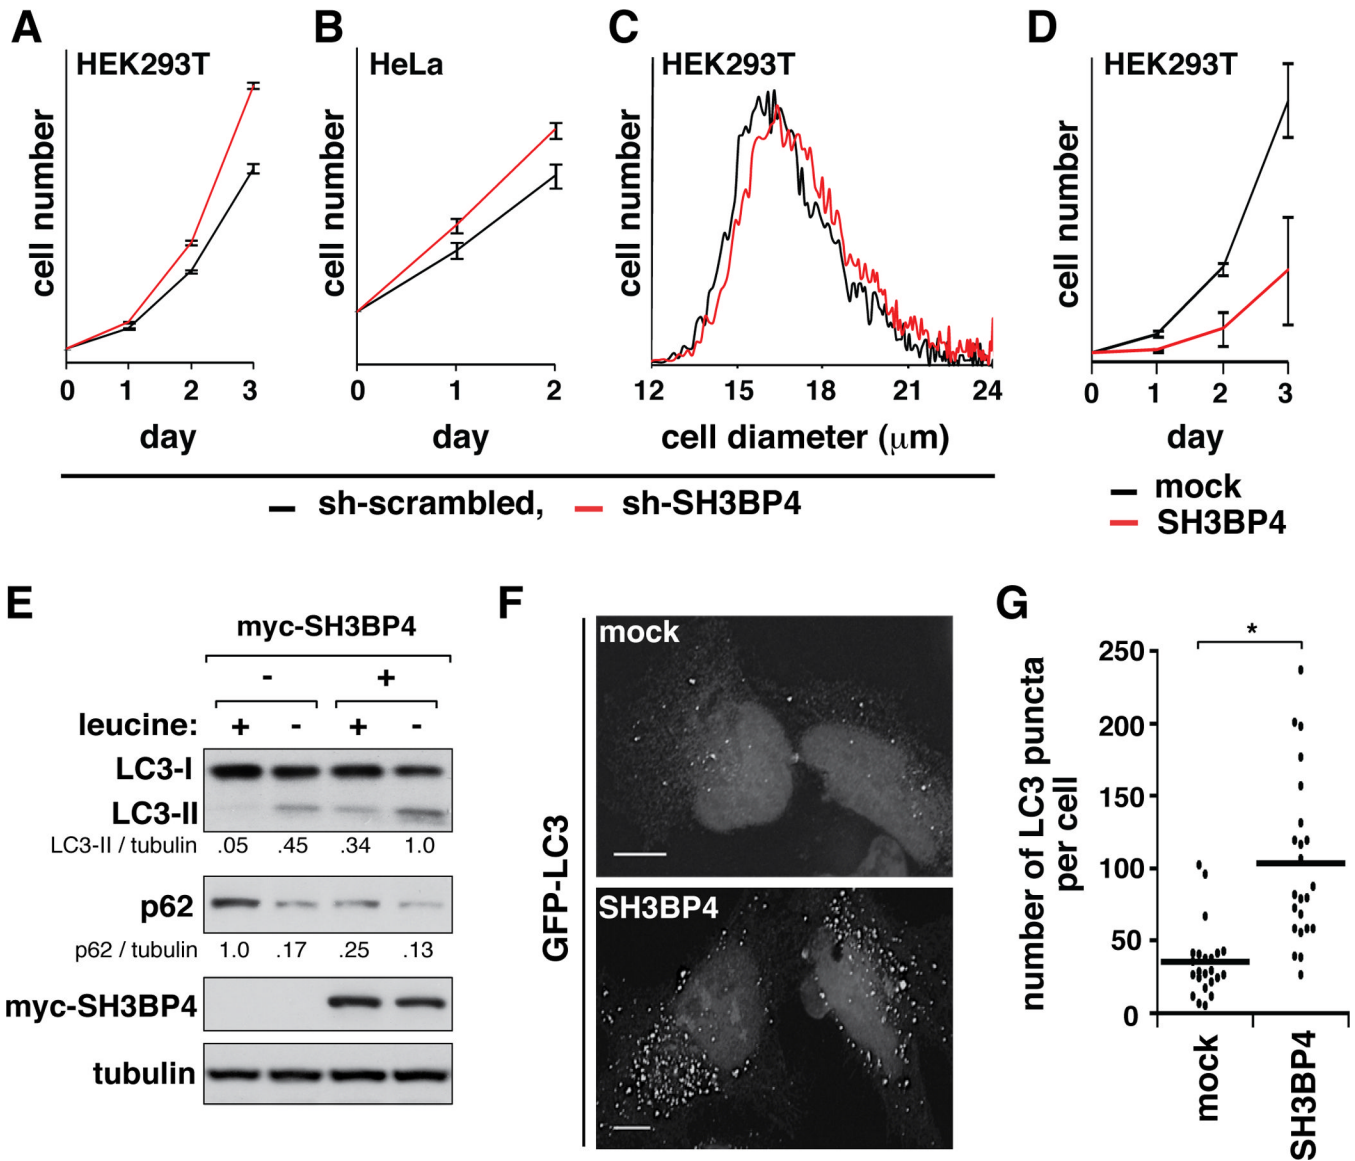 A
HEK293T
cell number
0 1 2 3
day
B
HeLa
cell number
0 1 2
day
C
HEK293T
cell number
12 15 18 21 24
cell diameter (μm)
sh-scrambled, sh-SH3BP4
D
HEK293T
cell number
0 1 2 3
day
mock
SH3BP4
E
myc-SH3BP4
- +
leucine: + - + -
LC3-I
LC3-II
LC3-II / tubulin .05 .45 .34 1.0
p62
p62 / tubulin 1.0 .17 .25 .13
myc-SH3BP4
tubulin
F
GFP-LC3
mock
SH3BP4
G
number of LC3 puncta
per cell
*
250
200
150
100
50
0
mock
SH3BP4